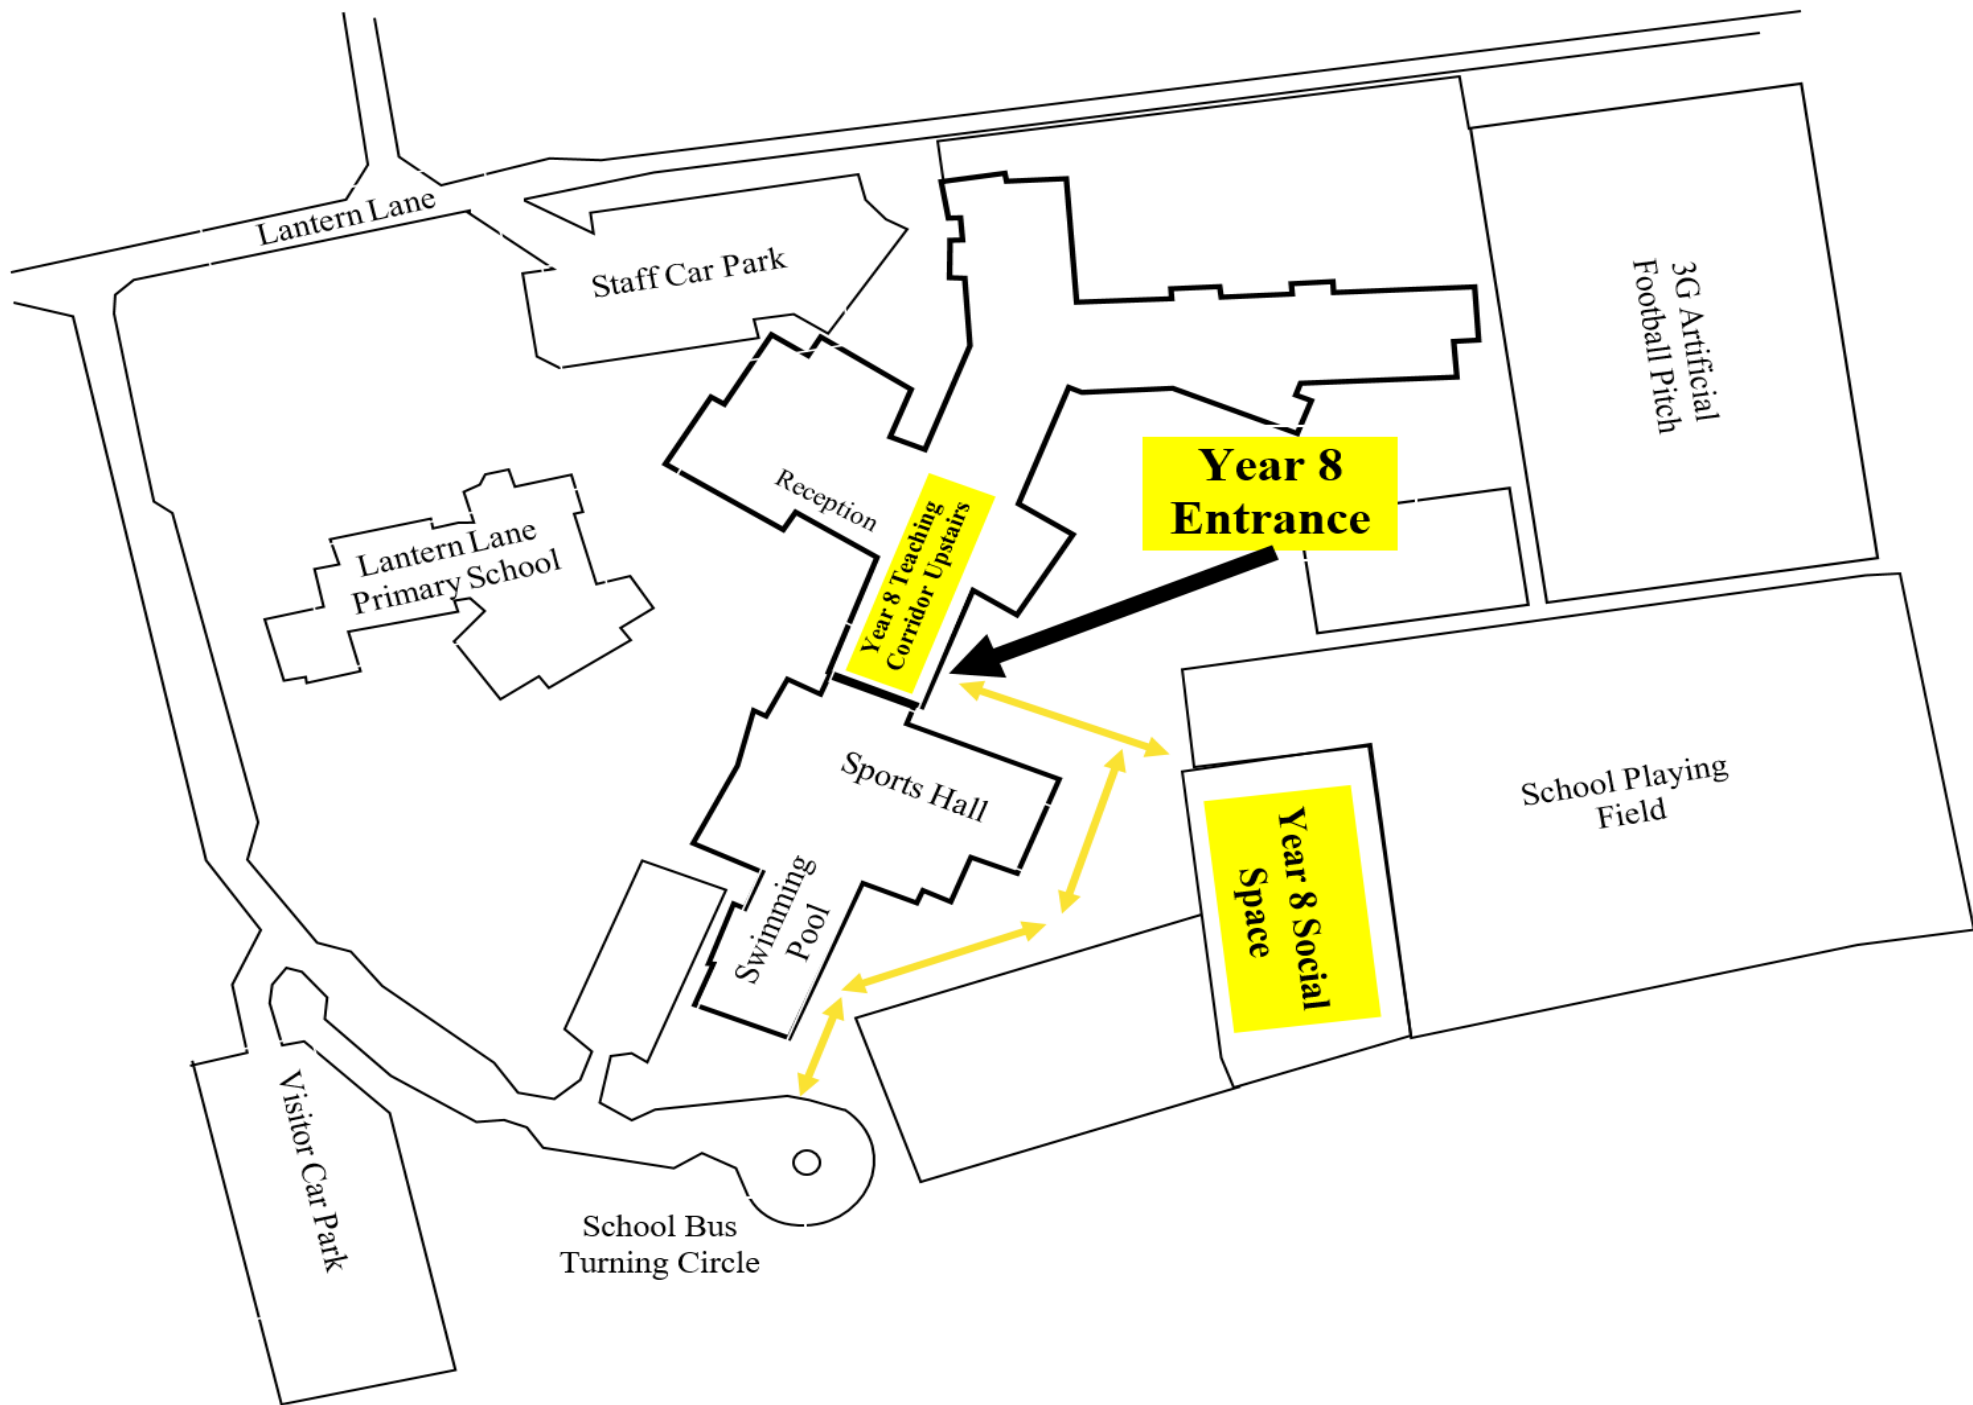 Lantern Lane
Staff Car Park
3G Artificial
Football Pitch
Year 8
Entrance
Reception
Year 8 Teaching
Corridor Upstairs
Lantern Lane
Primary School
Sports Hall
School Playing
Field
Year 8 Social
Space
Swimming
Pool
Visitor Car Park
School Bus
Turning Circle